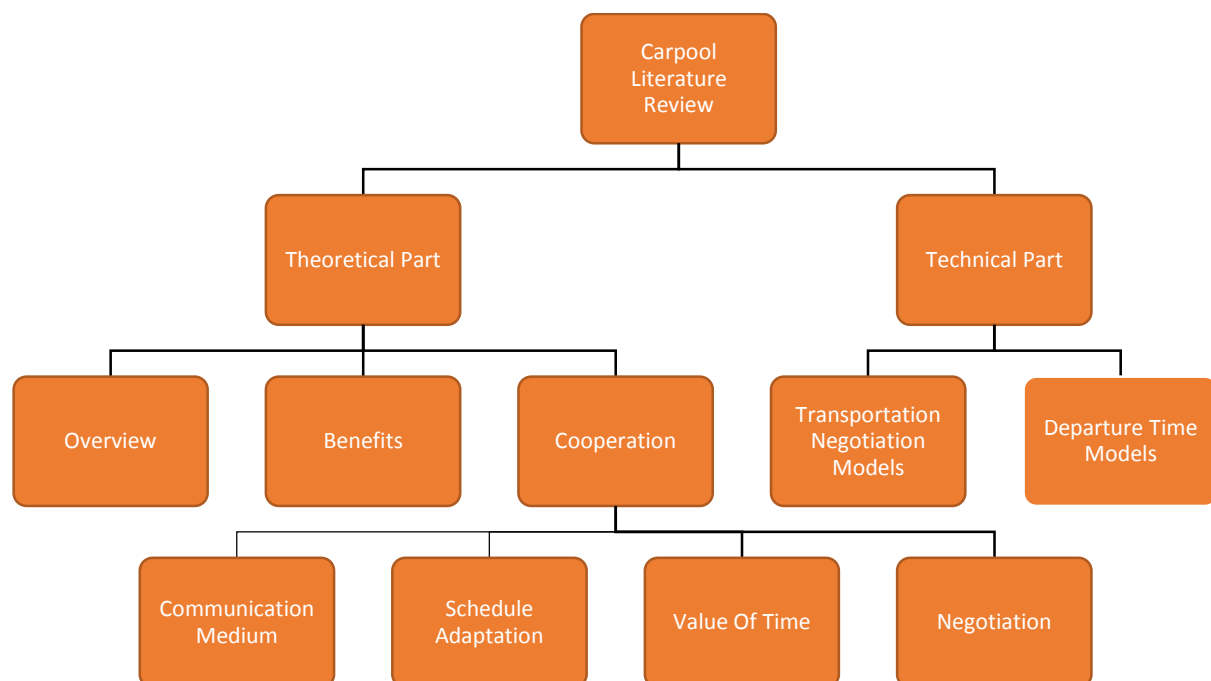 Carpool
Literature
Review
Theoretical Part
Technical Part
Overview
Benefits
Cooperation
Transportation
Negotiation
Models
Departure Time
Models
Communication
Medium
Schedule
Adaptation
Value Of Time
Negotiation